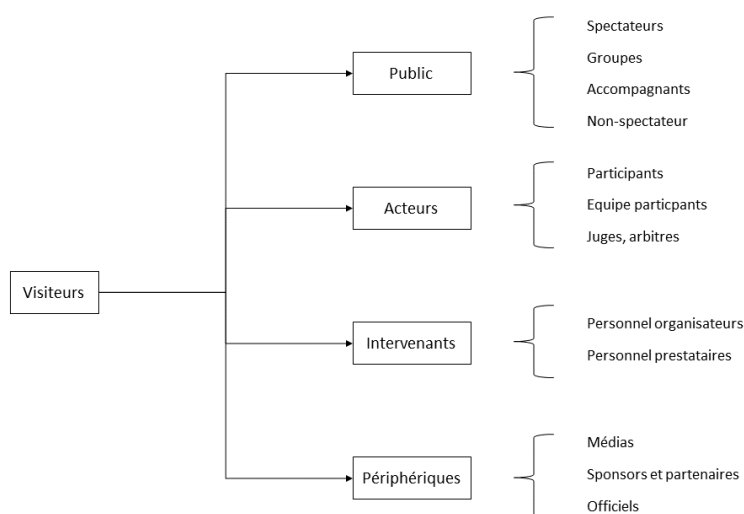 Visiteurs
Public
Spectateurs
Groupes
Accompagnants
Non-spectateur
Acteurs
Participants
Equipe particpants
Juges, arbitres
Intervenants
Personnel organisateurs
Personnel prestataires
Périphériques
Médias
Sponsors et partenaires
Officiels